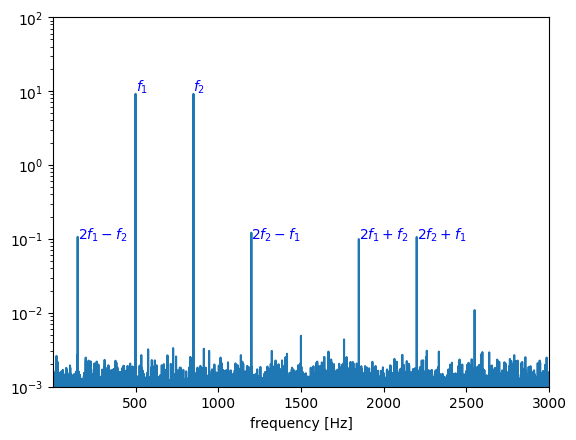 10²
10¹
10⁰
10⁻¹
10⁻²
10⁻³
f₁
f₂
2f₁ − f₂
2f₂ − f₁
2f₁ + f₂
2f₂ + f₁
500
1000
1500
2000
2500
3000
frequency [Hz]